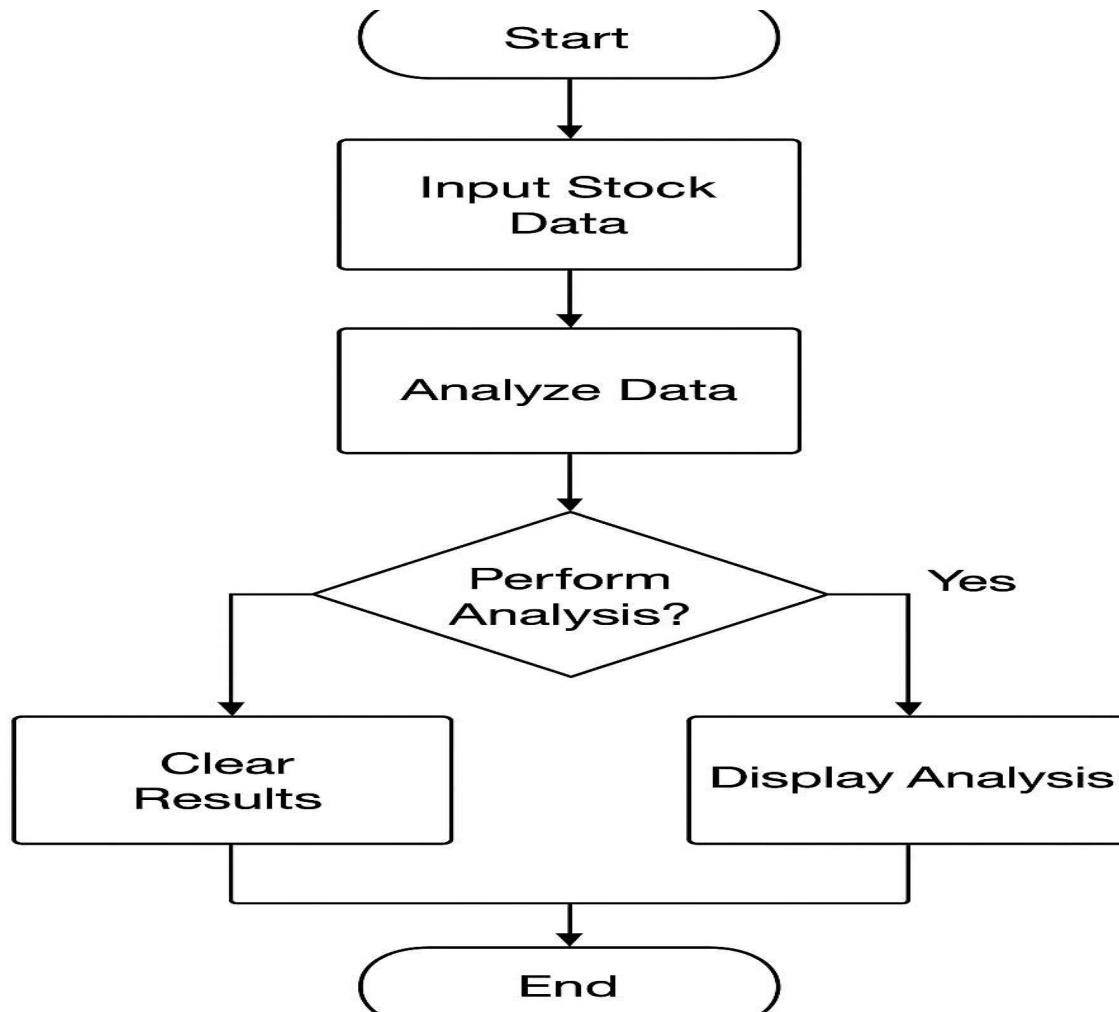 Start
Input Stock
Data
Analyze Data
Perform
Analysis?
Yes
Clear
Results
Display Analysis
End